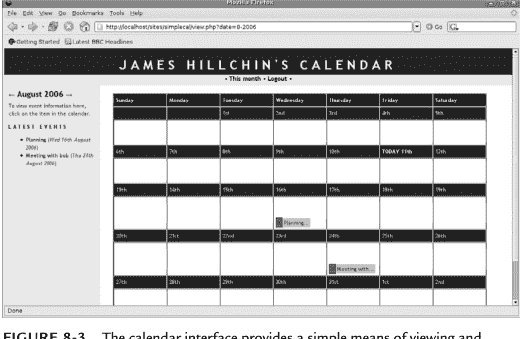 Mozilla Firefox
File Edit View Go Bookmarks Tools Help
http://localhost/sites/simplecal/view.php?date=8-2006 Go
Getting Started Latest BBC Headlines
JAMES HILLCHIN'S CALENDAR
• This month • Logout •
← August 2006 →
To view event information here,
click on the item in the calendar.
LATEST EVENTS
• Planning (Wed 16th August
2006)
• Meeting with bob (Thu 24th
August 2006)
Sunday Monday Tuesday Wednesday Thursday Friday Saturday
1st 2nd 3rd 4th 5th
6th 7th 8th 9th 10th TODAY 11th 12th
13th 14th 15th 16th 17th 18th 19th
Planning...
20th 21st 22nd 23rd 24th 25th 26th
Meeting with...
27th 28th 29th 30th 31st 1st 2nd
Done
FIGURE 8-3 The calendar interface provides a simple means of viewing and